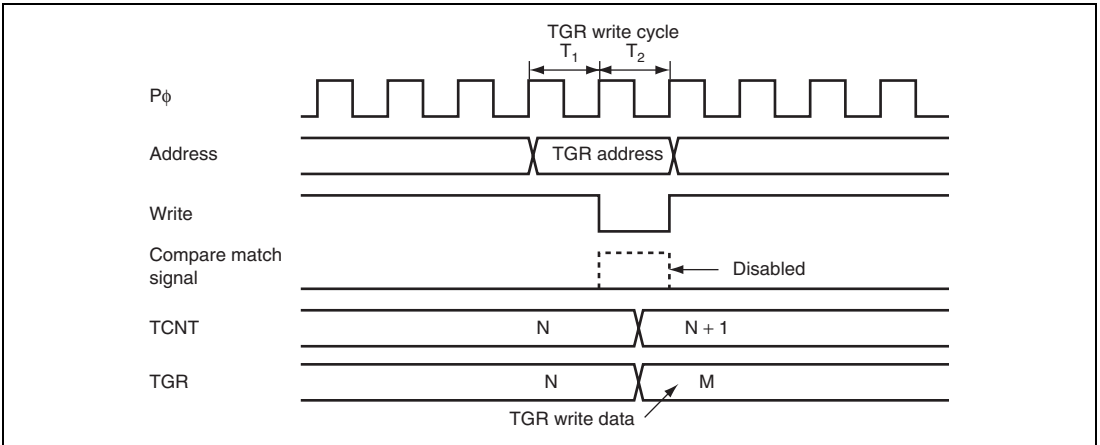 TGR write cycle
T1 T2
Pϕ
Address TGR address
Write
Compare match
signal
Disabled
TCNT N N + 1
TGR N M
TGR write data